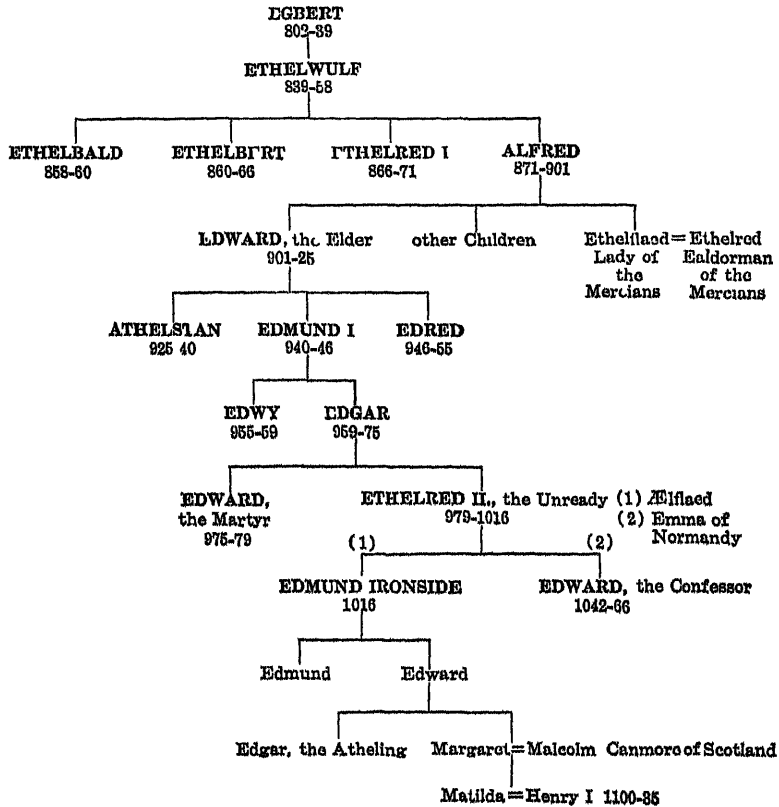 EGBERT
802-39
ETHELWULF
839-58
ETHELBALD ETHELBERT ETHELRED I ALFRED
858-60 860-66 866-71 871-901
EDWARD, the Elder other Children Ethelflaed = Ethelred
901-25 Lady of Ealdorman
the of the
Mercians Mercians
ATHELSTAN EDMUND I EDRED
925 40 940-46 946-55
EDWY EDGAR
955-59 959-75
EDWARD, ETHELRED II., the Unready (1) Ælflaed
the Martyr 979-1016 (2) Emma of
975-79 Normandy
(1) (2)
EDMUND IRONSIDE EDWARD, the Confessor
1016 1042-66
Edmund Edward
Edgar, the Atheling Margaret = Malcolm Canmore of Scotland
Matilda = Henry I 1100-35